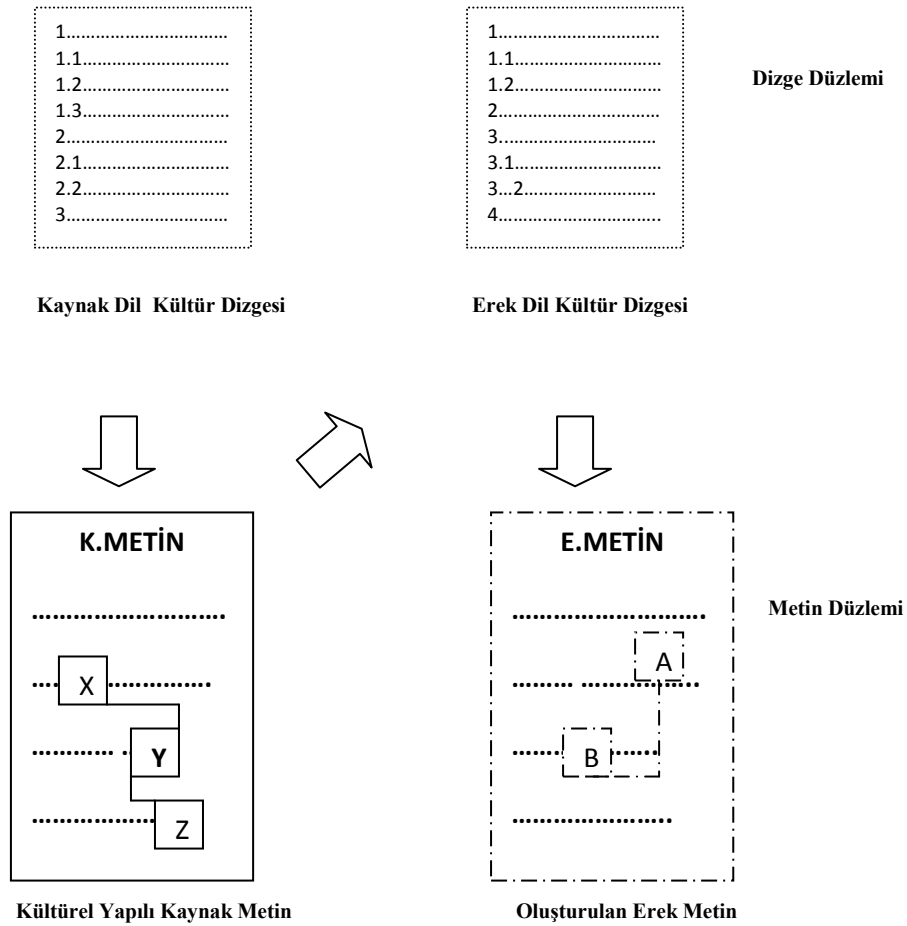 1……………………………
1.1…………………………
1.2…………………………
1.3…………………………
2……………………………
2.1…………………………
2.2…………………………
3……………………………
Kaynak Dil Kültür Dizgesi
1……………………………
1.1…………………………
1.2…………………………
2……………………………
3……………………………
3.1…………………………
3…2………………………
4……………………………
Erek Dil Kültür Dizgesi
Dizge Düzlemi
K.METİN
X
Y
Z
Kültürel Yapılı Kaynak Metin
E.METİN
A
B
Oluşturulan Erek Metin
Metin Düzlemi